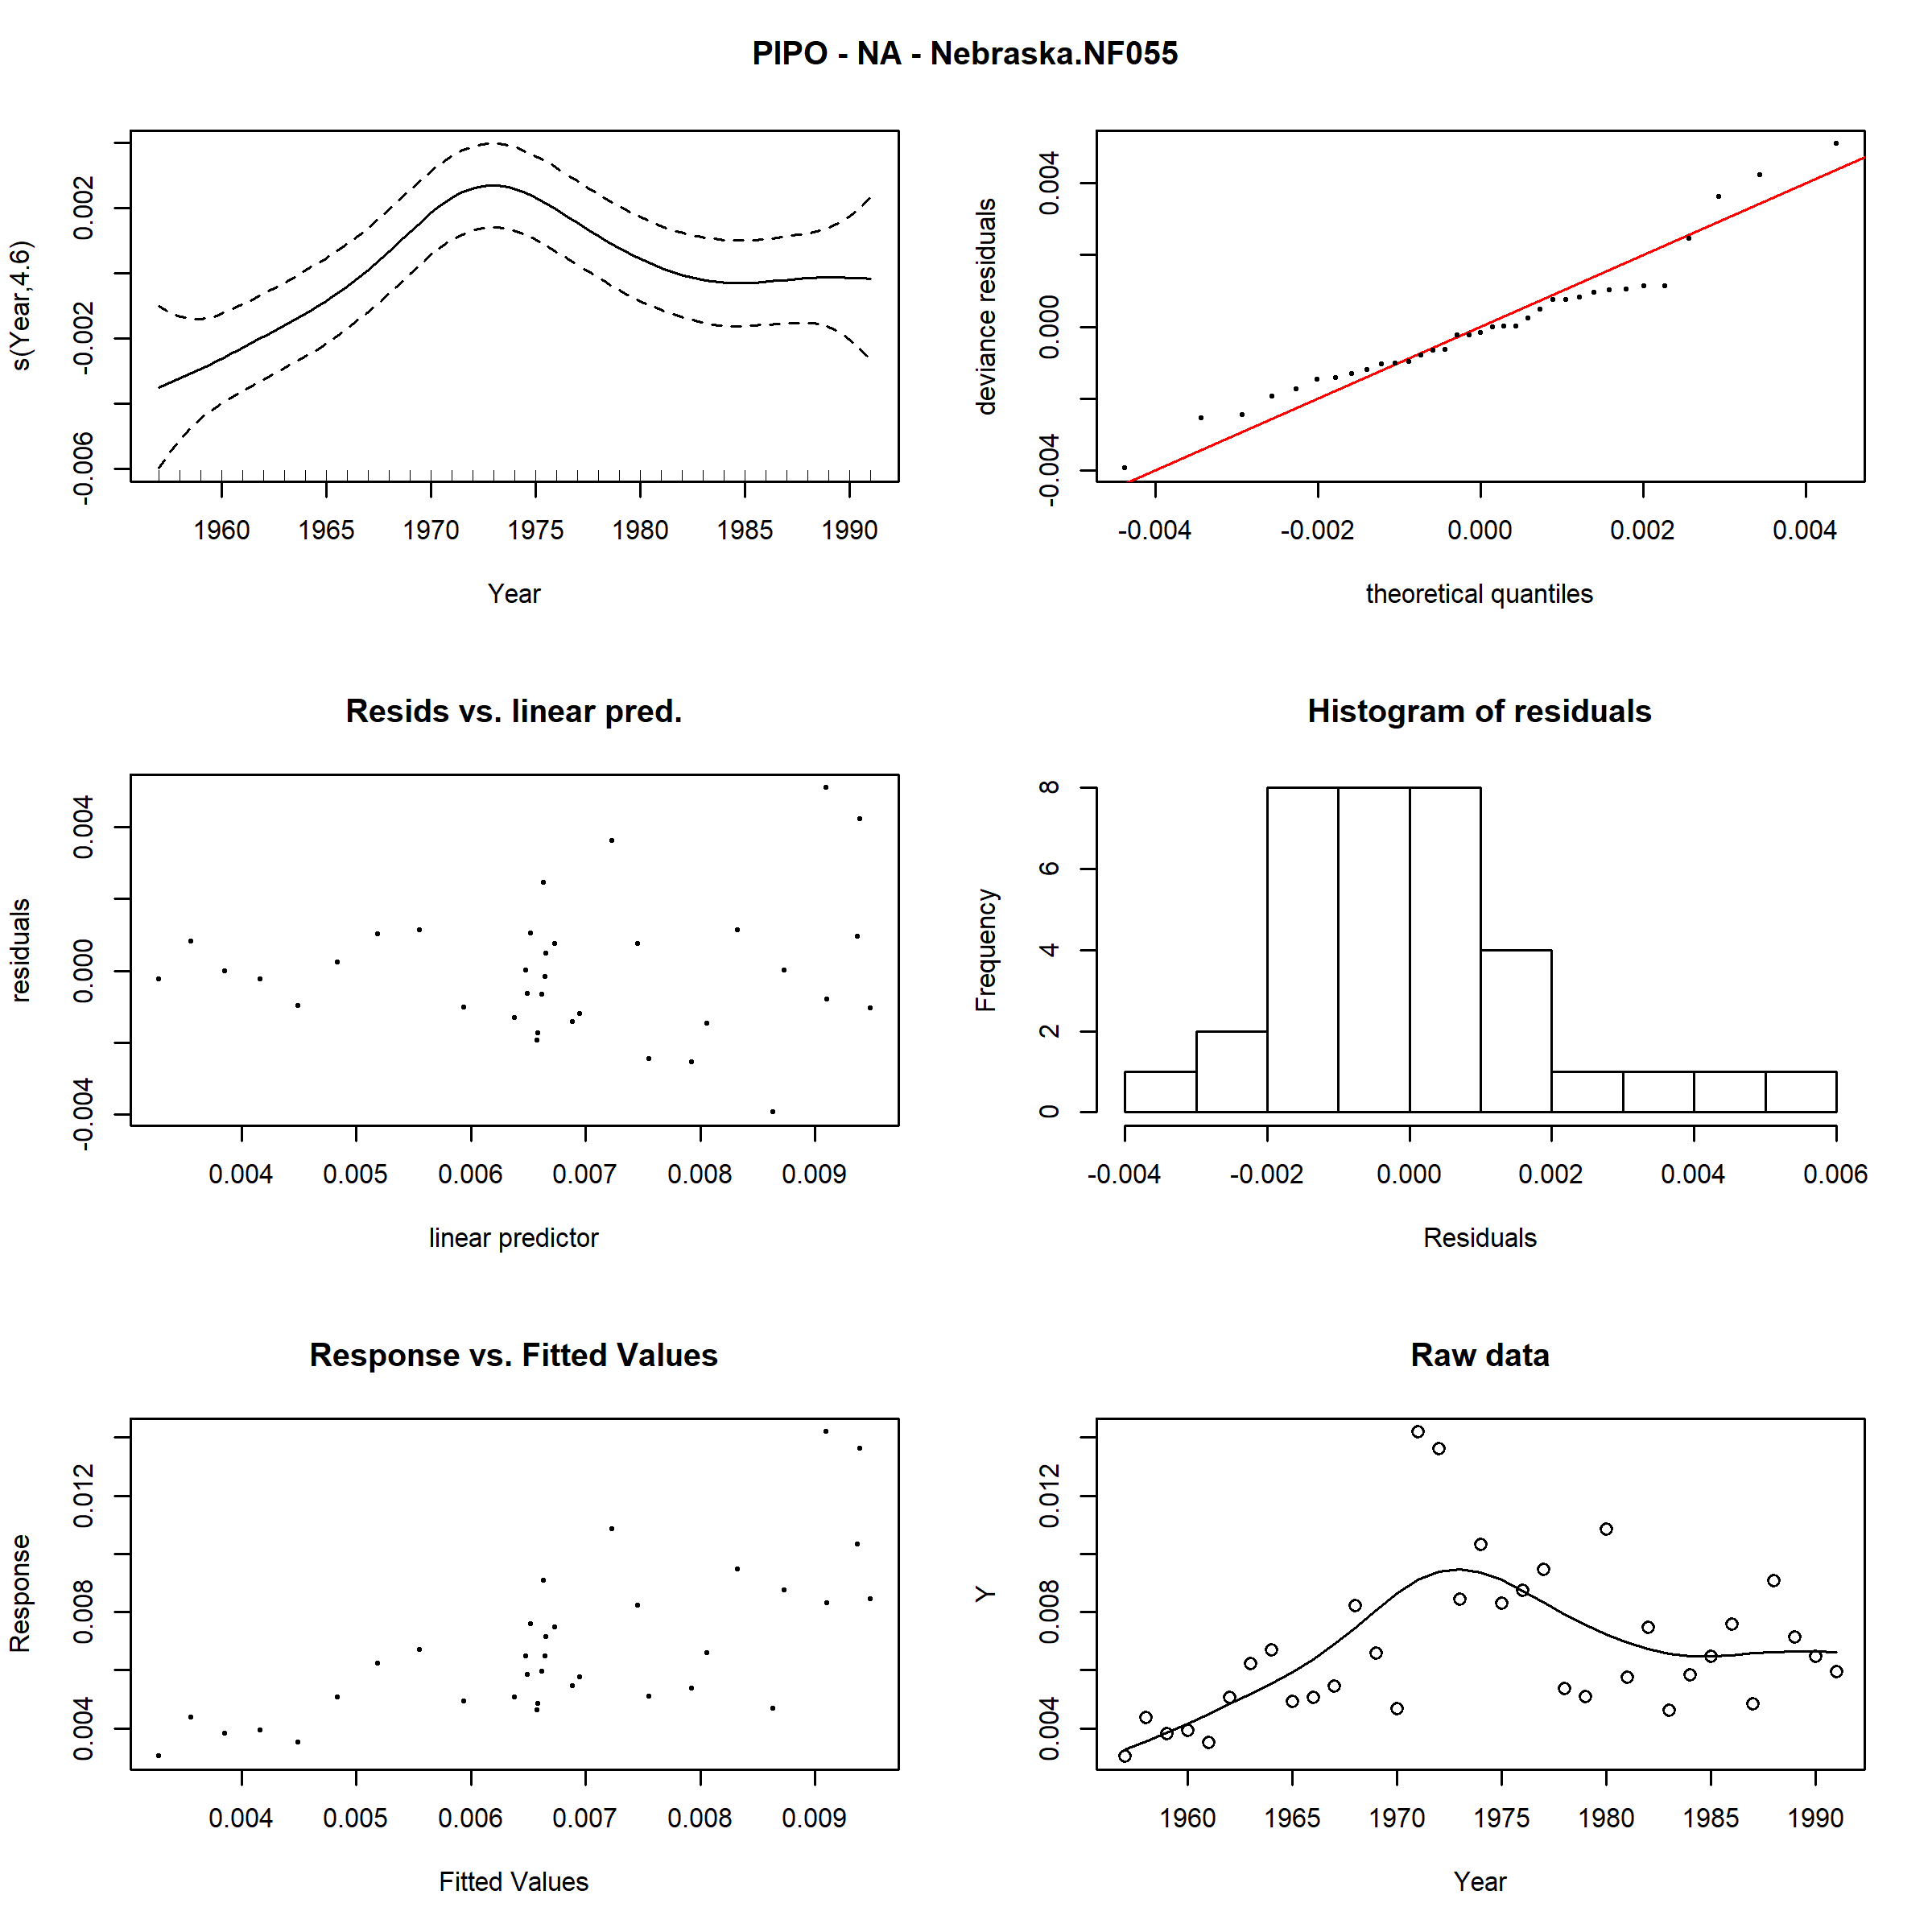 PIPO - NA - Nebraska.NF055
s(Year,4.6)
-0.006 -0.002 0.002
1960 1965 1970 1975 1980 1985 1990
Year
deviance residuals
-0.004 0.000 0.004
-0.004 -0.002 0.000 0.002 0.004
theoretical quantiles
Resids vs. linear pred.
residuals
-0.004 0.000 0.004
0.004 0.005 0.006 0.007 0.008 0.009
linear predictor
Histogram of residuals
Frequency
0 2 4 6 8
-0.004 -0.002 0.000 0.002 0.004 0.006
Residuals
Response vs. Fitted Values
Response
0.004 0.008 0.012
0.004 0.005 0.006 0.007 0.008 0.009
Fitted Values
Raw data
Y
0.004 0.008 0.012
1960 1965 1970 1975 1980 1985 1990
Year